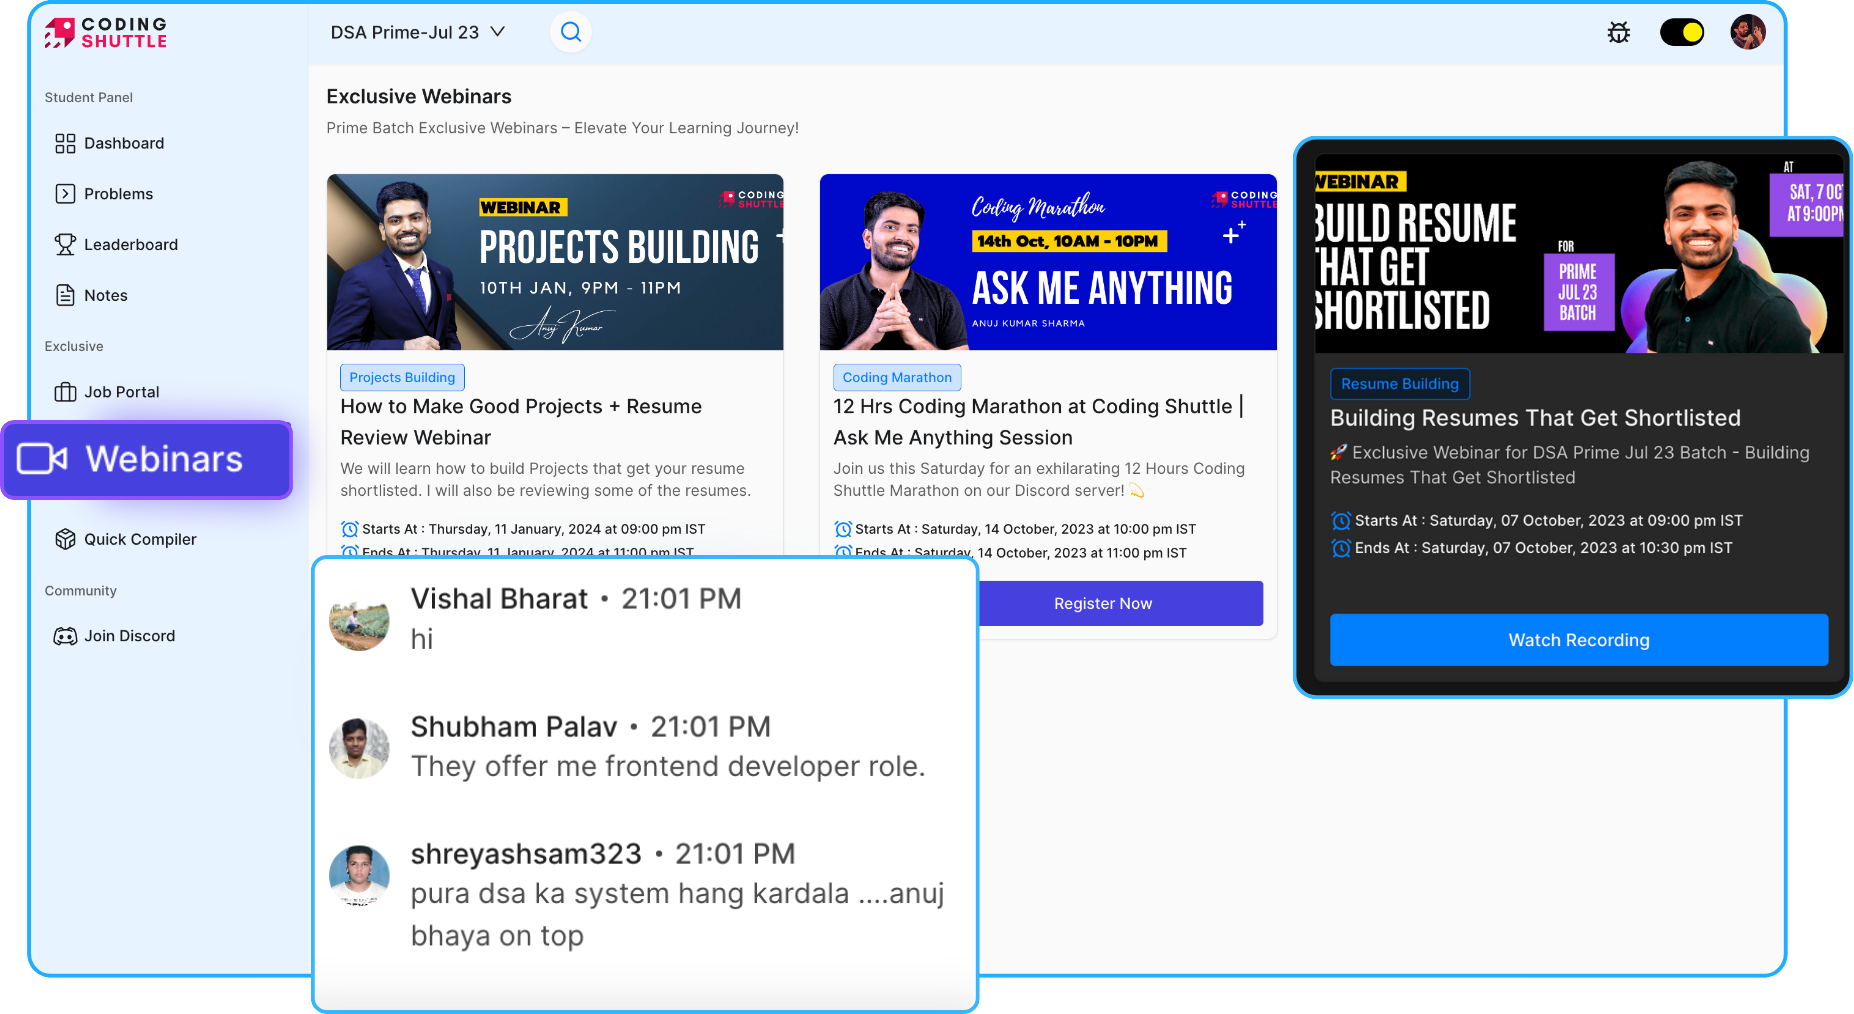 CODING
SHUTTLE
DSA Prime-Jul 23
Student Panel
Dashboard
Problems
Leaderboard
Notes
Exclusive
Job Portal
Webinars
Quick Compiler
Community
Join Discord
Exclusive Webinars
Prime Batch Exclusive Webinars – Elevate Your Learning Journey!
WEBINAR
CODING
SHUTTLE
PROJECTS BUILDING
10TH JAN, 9PM - 11PM
Anuj Kumar
Projects Building
How to Make Good Projects + Resume
Review Webinar
We will learn how to build Projects that get your resume
shortlisted. I will also be reviewing some of the resumes.
Starts At : Thursday, 11 January, 2024 at 09:00 pm IST
Ends At : Thursday, 11 January, 2024 at 11:00 pm IST
Coding Marathon
CODING
SHUTTLE
14th Oct, 10AM - 10PM
ASK ME ANYTHING
ANUJ KUMAR SHARMA
Coding Marathon
12 Hrs Coding Marathon at Coding Shuttle |
Ask Me Anything Session
Join us this Saturday for an exhilarating 12 Hours Coding
Shuttle Marathon on our Discord server! 💫
Starts At : Saturday, 14 October, 2023 at 10:00 pm IST
Ends At : Saturday, 14 October, 2023 at 11:00 pm IST
Register Now
WEBINAR
BUILD RESUME
THAT GET
SHORTLISTED
FOR
PRIME
JUL 23
BATCH
AT
SAT, 7 OC
AT 9:00PM
Resume Building
Building Resumes That Get Shortlisted
🚀 Exclusive Webinar for DSA Prime Jul 23 Batch - Building
Resumes That Get Shortlisted
Starts At : Saturday, 07 October, 2023 at 09:00 pm IST
Ends At : Saturday, 07 October, 2023 at 10:30 pm IST
Watch Recording
Vishal Bharat • 21:01 PM
hi
Shubham Palav • 21:01 PM
They offer me frontend developer role.
shreyashsam323 • 21:01 PM
pura dsa ka system hang kardala ....anuj
bhaya on top